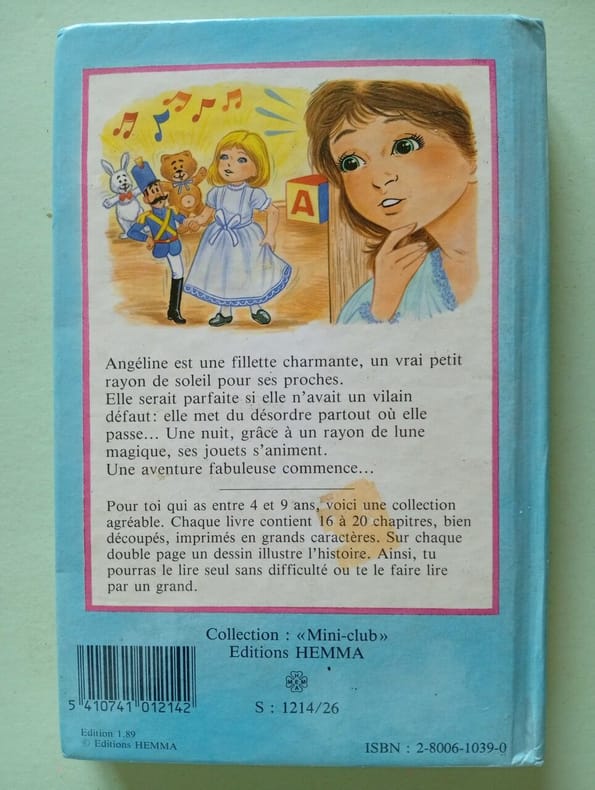 A
Angéline est une fillette charmante, un vrai petit
rayon de soleil pour ses proches.
Elle serait parfaite si elle n'avait un vilain
défaut: elle met du désordre partout où elle
passe... Une nuit, grâce à un rayon de lune
magique, ses jouets s'animent.
Une aventure fabuleuse commence...
Pour toi qui as entre 4 et 9 ans, voici une collection
agréable. Chaque livre contient 16 à 20 chapitres, bien
découpés, imprimés en grands caractères. Sur chaque
double page un dessin illustre l'histoire. Ainsi, tu
pourras le lire seul sans difficulté ou te le faire lire
par un grand.
Collection : «Mini-club»
Editions HEMMA
HEMMA
5 410741 012142
S : 1214/26
Edition 1.89
© Editions HEMMA
ISBN : 2-8006-1039-0